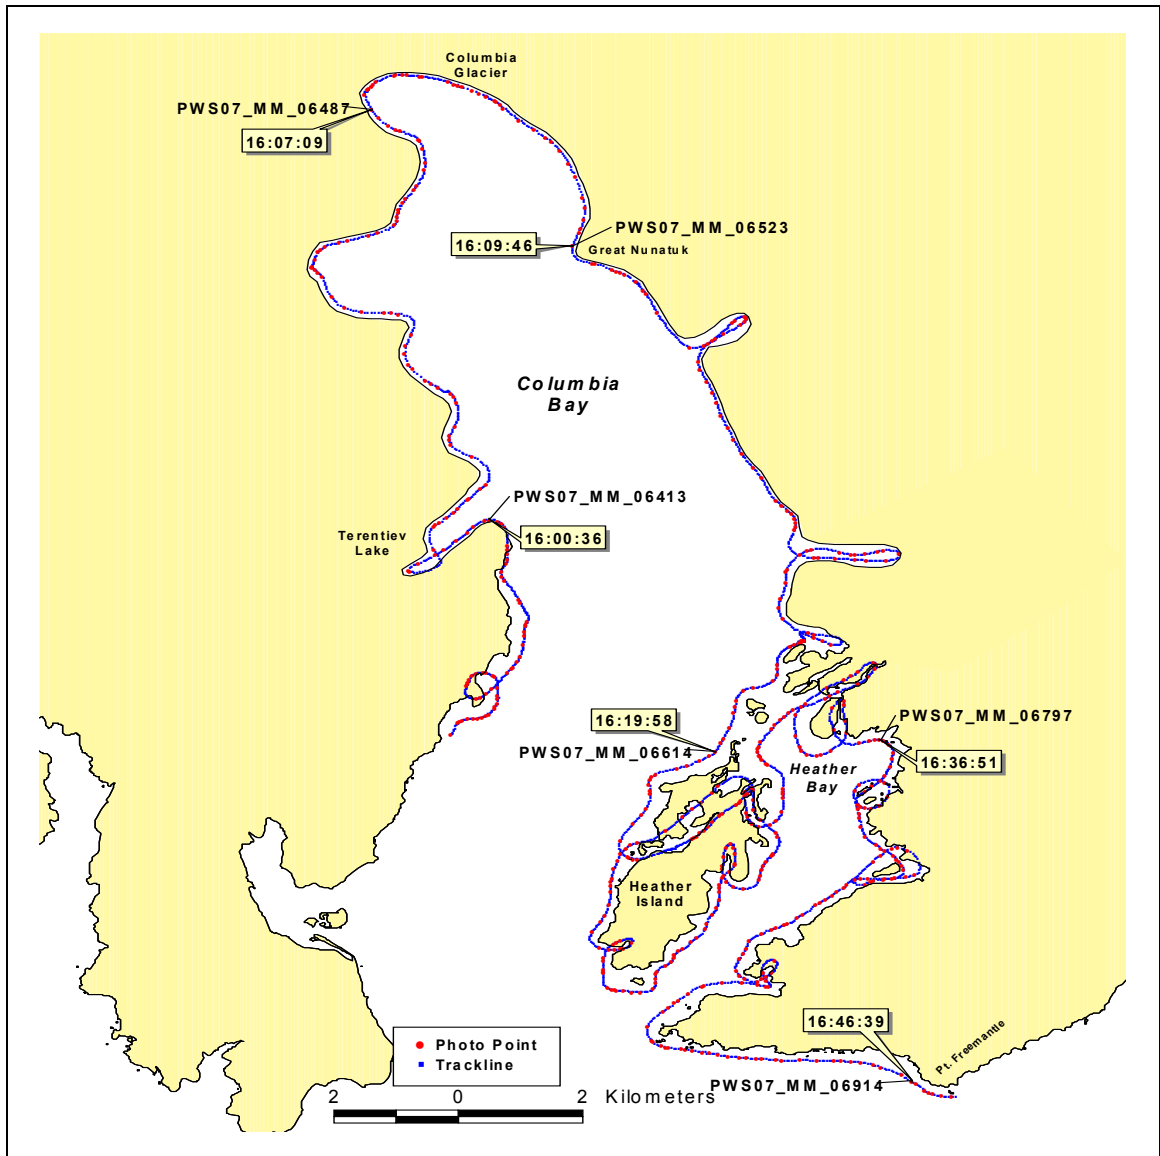 Columbia
Glacier
PWS07_MM_06487
16:07:09
PWS07_MM_06523
16:09:46
Great Nunatuk
Columbia
Bay
PWS07_MM_06413
Terentiev
Lake
16:00:36
16:19:58
PWS07_MM_06797
PWS07_MM_06614
16:36:51
Heather
Bay
Heather
Island
16:46:39
Pt. Freemantle
Photo Point
Trackline
PWS07_MM_06914
2 0 2 Kilometers